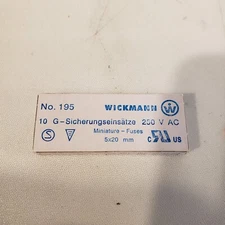 No. 195 WICKMANN W
10 G-Sicherungseinsätze 250 V AC
S Miniature - Fuses
5x20 mm C US